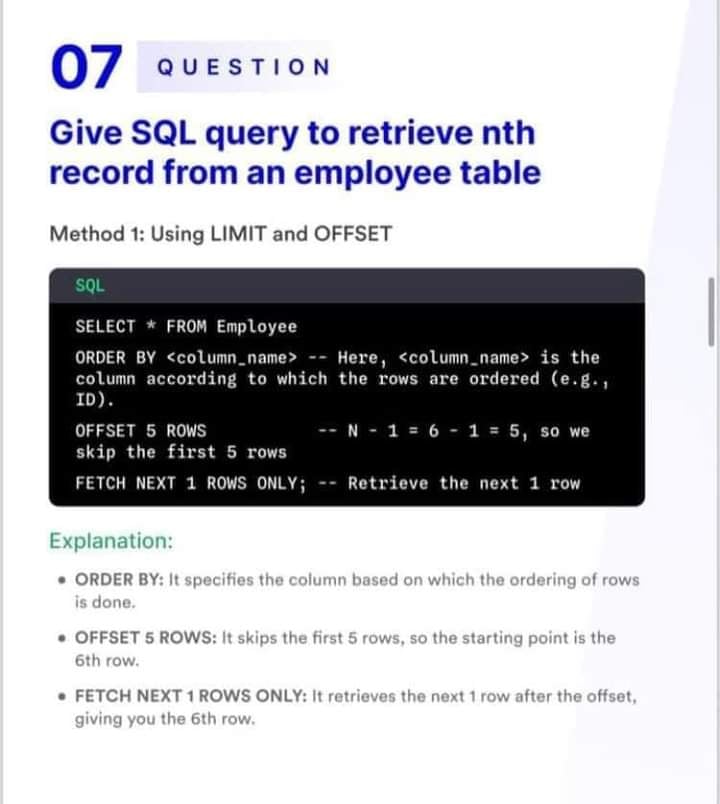 07 QUESTION
Give SQL query to retrieve nth
record from an employee table
Method 1: Using LIMIT and OFFSET
SQL
SELECT * FROM Employee
ORDER BY <column_name> -- Here, <column_name> is the
column according to which the rows are ordered (e.g.,
ID).
OFFSET 5 ROWS -- N - 1 = 6 - 1 = 5, so we
skip the first 5 rows
FETCH NEXT 1 ROWS ONLY; -- Retrieve the next 1 row
Explanation:
• ORDER BY: It specifies the column based on which the ordering of rows
is done.
• OFFSET 5 ROWS: It skips the first 5 rows, so the starting point is the
6th row.
• FETCH NEXT 1 ROWS ONLY: It retrieves the next 1 row after the offset,
giving you the 6th row.